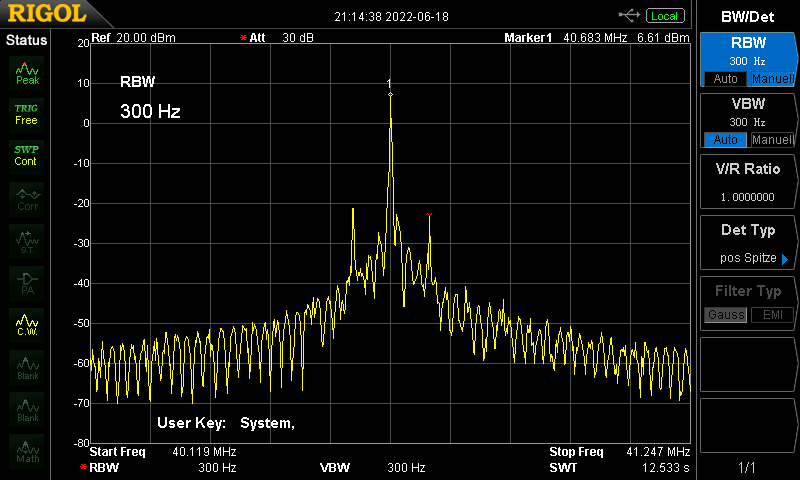 RIGOL
21:14:38 2022-06-18
Local
BW/Det
Status
Ref 20.00 dBm
* Att 30 dB
Marker1 40.683 MHz 6.61 dBm
RBW
300 Hz
Auto Manuell
VBW
300 Hz
Auto Manuell
V/R Ratio
1.0000000
Det Typ
pos Spitze
Filter Typ
Gauss EMI
1/1
Peak
TRIG
Free
SWP
Cont
Corr
S.T.
PA
C.W.
Blank
Blank
Math
20
10
0
-10
-20
-30
-40
-50
-60
-70
-80
RBW
300 Hz
1
User Key: System,
Start Freq 40.119 MHz
Stop Freq 41.247 MHz
*RBW 300 Hz
VBW 300 Hz
SWT 12.533 s